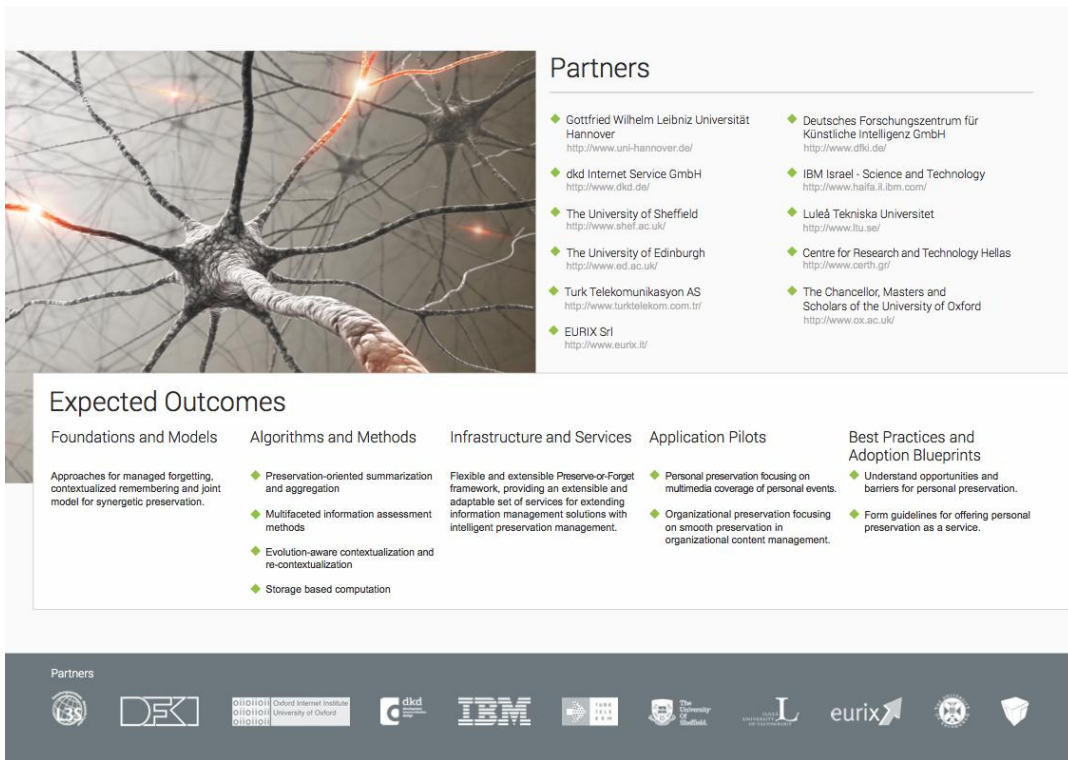 Partners
Gottfried Wilhelm Leibniz Universität
Hannover
http://www.uni-hannover.de/
dkd Internet Service GmbH
http://www.dkd.de/
The University of Sheffield
http://www.shef.ac.uk/
The University of Edinburgh
http://www.ed.ac.uk/
Turk Telekomunikasyon AS
http://www.turktelekom.com.tr/
EURIX Srl
http://www.eurix.it/
Deutsches Forschungszentrum für
Künstliche Intelligenz GmbH
http://www.dfki.de/
IBM Israel - Science and Technology
http://www.haifa.il.ibm.com/
Luleå Tekniska Universitet
http://www.ltu.se/
Centre for Research and Technology Hellas
http://www.certh.gr/
The Chancellor, Masters and
Scholars of the University of Oxford
http://www.ox.ac.uk/
Expected Outcomes
Foundations and Models
Approaches for managed forgetting,
contextualized remembering and joint
model for synergetic preservation.
Algorithms and Methods
Preservation-oriented summarization
and aggregation
Multifaceted information assessment
methods
Evolution-aware contextualization and
re-contextualization
Storage based computation
Infrastructure and Services
Flexible and extensible Preserve-or-Forget
framework, providing an extensible and
adaptable set of services for extending
information management solutions with
intelligent preservation management.
Application Pilots
Personal preservation focusing on
multimedia coverage of personal events.
Organizational preservation focusing
on smooth preservation in
organizational content management.
Best Practices and
Adoption Blueprints
Understand opportunities and
barriers for personal preservation.
Form guidelines for offering personal
preservation as a service.
Partners
L3S
DFKI
Oxford Internet Institute
University of Oxford
dkd
IBM
TURK
TELE
KOM
The
University
Of
Sheffield.
LULEÅ
UNIVERSITY
OF TECHNOLOGY
L
eurix